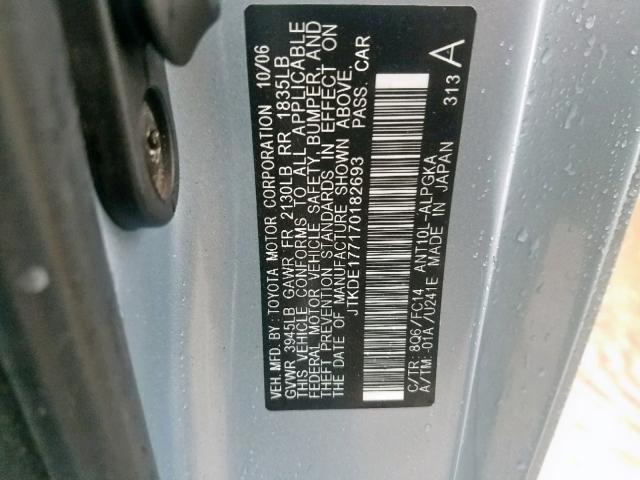 VEH. MFD. BY: TOYOTA MOTOR CORPORATION 10/06
GVWR 3945LB GAWR FR 2130LB RR 1835LB
THIS VEHICLE CONFORMS TO ALL APPLICABLE
FEDERAL MOTOR VEHICLE SAFETY, BUMPER, AND
THEFT PREVENTION STANDARDS IN EFFECT ON
THE DATE OF MANUFACTURE SHOWN ABOVE.
JTKDE177170182693 PASS. CAR
C/TR: 8Q6/FC14 ANT10L-ALPGKA
A/TM: -01A/U241E MADE IN JAPAN 313 A